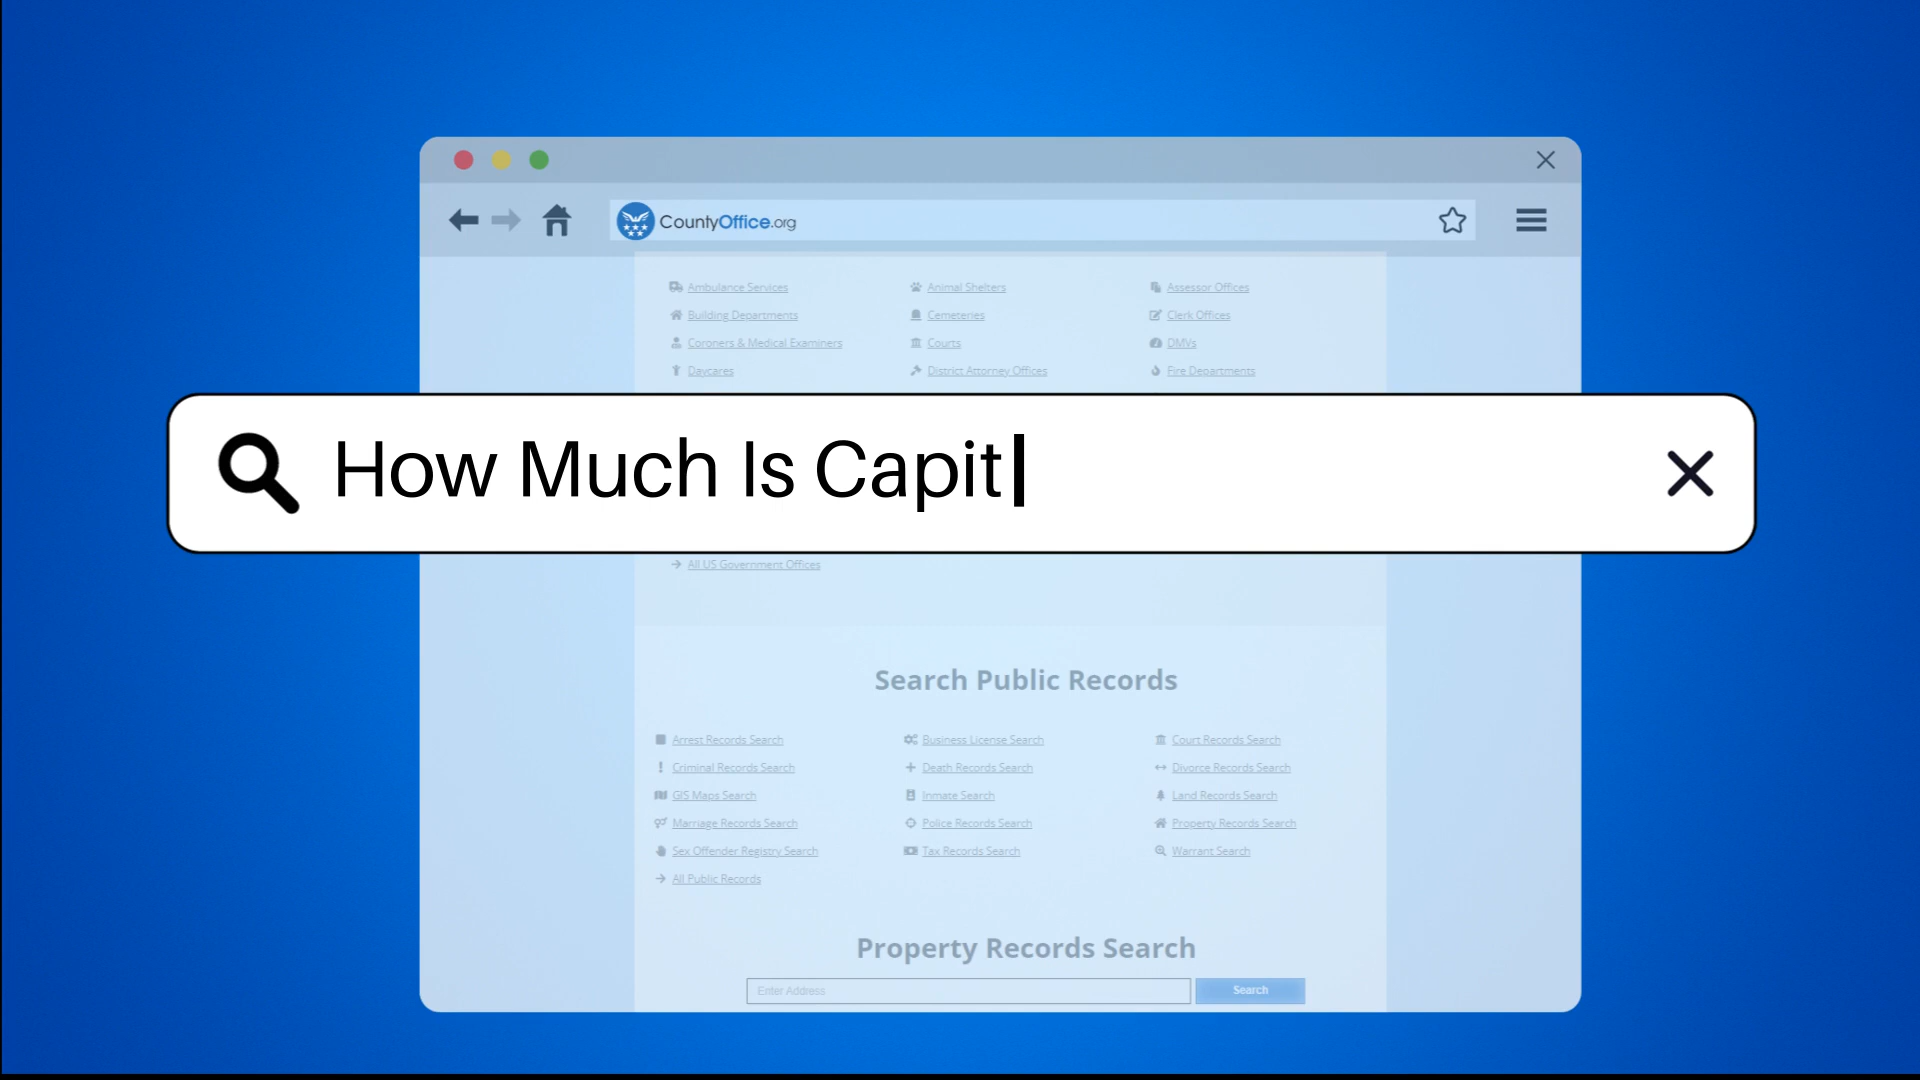 CountyOffice.org
Ambulance Services Animal Shelters Assessor Offices
Building Departments Cemeteries Clerk Offices
Coroners & Medical Examiners Courts DMVs
Daycares District Attorney Offices Fire Departments
How Much Is Capit
All US Government Offices
Search Public Records
Arrest Records Search Business License Search Court Records Search
Criminal Records Search Death Records Search Divorce Records Search
GIS Maps Search Inmate Search Land Records Search
Marriage Records Search Police Records Search Property Records Search
Sex Offender Registry Search Tax Records Search Warrant Search
All Public Records
Property Records Search
Enter Address Search